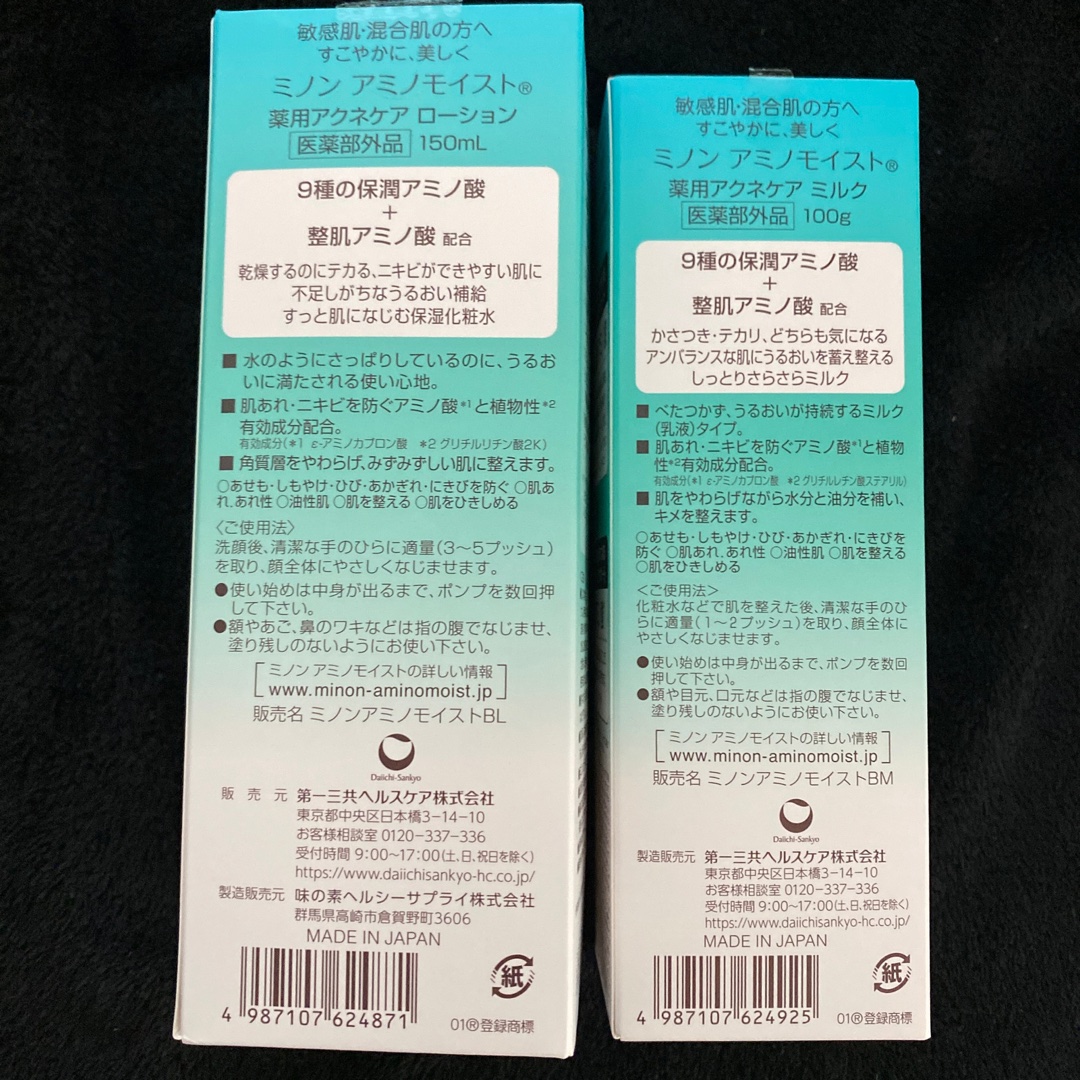 敏感肌・混合肌の方へ
すこやかに、美しく
ミノン アミノモイスト®
薬用アクネケア ローション
医薬部外品 150mL
9種の保潤アミノ酸
+
整肌アミノ酸 配合
乾燥するのにテカる、ニキビができやすい肌に
不足しがちなうるおい補給
すっと肌になじむ保湿化粧水
■ 水のようにさっぱりしているのに、うるお
いに満たされる使い心地。
■ 肌あれ・ニキビを防ぐアミノ酸*1と植物性*2
有効成分配合。
有効成分(*1 ε-アミノカプロン酸 *2 グリチルリチン酸2K)
■ 角質層をやわらげ、みずみずしい肌に整えます。
○あせも・しもやけ・ひび・あかぎれ・にきびを防ぐ ○肌あ
れ.あれ性 ○油性肌 ○肌を整える ○肌をひきしめる
〈ご使用法〉
洗顔後、清潔な手のひらに適量(3〜5プッシュ)
を取り、顔全体にやさしくなじませます。
●使い始めは中身が出るまで、ポンプを数回押
して下さい。
●額やあご、鼻のワキなどは指の腹でなじませ、
塗り残しのないようにお使い下さい。
ミノン アミノモイストの詳しい情報
www.minon-aminomoist.jp
販売名 ミノンアミノモイストBL
Daiichi-Sankyo
販売元 第一三共ヘルスケア株式会社
東京都中央区日本橋3-14-10
お客様相談室 0120-337-336
受付時間 9:00〜17:00(土、日、祝日を除く)
https://www.daiichisankyo-hc.co.jp/
製造販売元 味の素ヘルシーサプライ株式会社
群馬県高崎市倉賀野町3606
MADE IN JAPAN
紙
4 987107 624871
01®登録商標
敏感肌・混合肌の方へ
すこやかに、美しく
ミノン アミノモイスト®
薬用アクネケア ミルク
医薬部外品 100g
9種の保潤アミノ酸
+
整肌アミノ酸 配合
かさつき・テカリ、どちらも気になる
アンバランスな肌にうるおいを蓄え整える
しっとりさらさらミルク
■ べたつかず、うるおいが持続するミルク
(乳液)タイプ。
■ 肌あれ・ニキビを防ぐアミノ酸*1と植物
性*2有効成分配合。
有効成分(*1 ε-アミノカプロン酸 *2 グリチルレチン酸ステアリル)
■ 肌をやわらげながら水分と油分を補い、
キメを整えます。
○あせも・しもやけ・ひび・あかぎれ・にきびを
防ぐ ○肌あれ.あれ性 ○油性肌 ○肌を整える
○肌をひきしめる
〈ご使用法〉
化粧水などで肌を整えた後、清潔な手のひ
らに適量(1〜2プッシュ)を取り、顔全体に
やさしくなじませます。
●使い始めは中身が出るまで、ポンプを数回
押して下さい。
●額や目元、口元などは指の腹でなじませ、
塗り残しのないようにお使い下さい。
ミノン アミノモイストの詳しい情報
www.minon-aminomoist.jp
販売名 ミノンアミノモイストBM
Daiichi-Sankyo
製造販売元 第一三共ヘルスケア株式会社
東京都中央区日本橋3-14-10
お客様相談室 0120-337-336
受付時間 9:00〜17:00(土、日、祝日を除く)
https://www.daiichisankyo-hc.co.jp/
MADE IN JAPAN
紙
4 987107 624925
01®登録商標